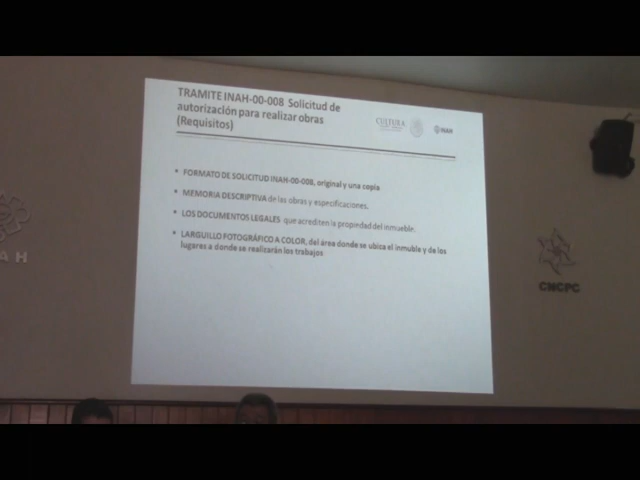 TRAMITE INAH-00-008 Solicitud de
autorización para realizar obras
(Requisitos)
CULTURA
INAH
• FORMATO DE SOLICITUD INAH-00-008, original y una copia
• MEMORIA DESCRIPTIVA de las obras y especificaciones.
• LOS DOCUMENTOS LEGALES que acrediten la propiedad del inmueble.
• LARGUILLO FOTOGRÁFICO A COLOR, del área donde se ubica el inmuble y de los
lugares a donde se realizarán los trabajos
AH
CNCPC